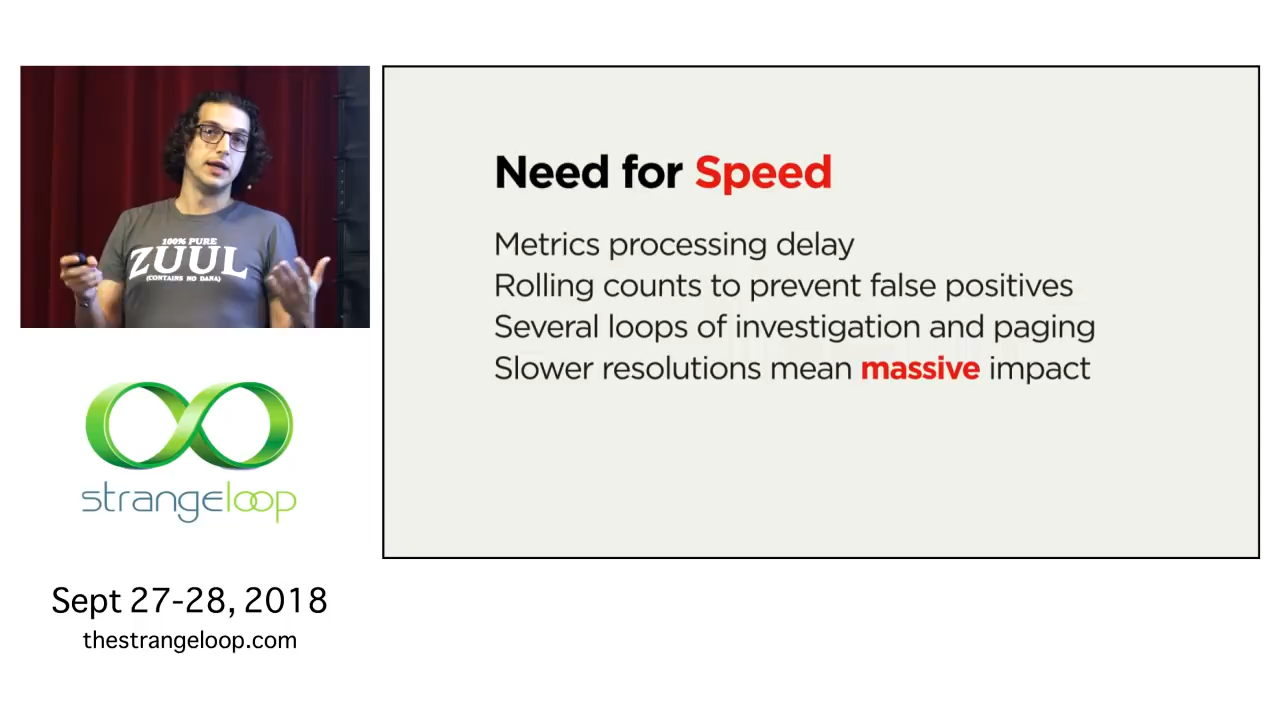 100% PURE
ZUUL
(CONTAINS NO DANA)
Need for Speed
Metrics processing delay
Rolling counts to prevent false positives
Several loops of investigation and paging
Slower resolutions mean massive impact
strangeloop
Sept 27-28, 2018
thestrangeloop.com